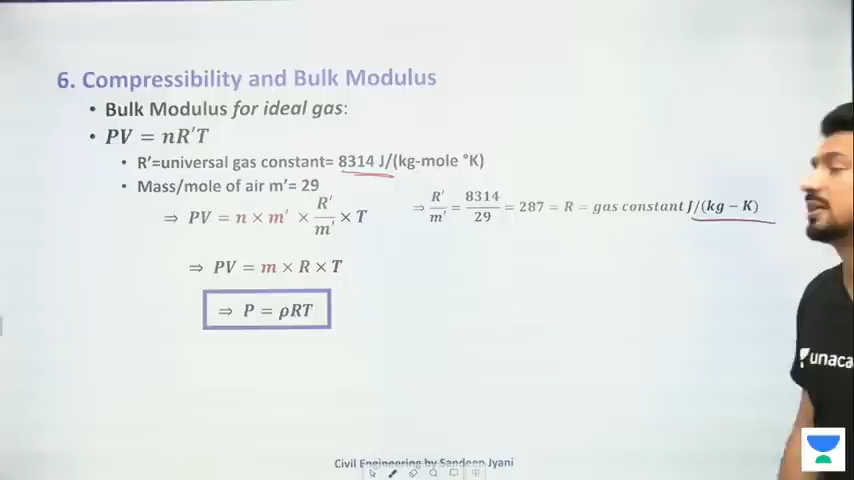 6. Compressibility and Bulk Modulus
• Bulk Modulus for ideal gas:
• PV = nR'T
• R'=universal gas constant= 8314 J/(kg-mole °K)
• Mass/mole of air m'= 29
⇒ PV = n × m' × R'/m' × T
⇒ R'/m' = 8314/29 = 287 = R = gas constant J/(kg − K)
⇒ PV = m × R × T
⇒ P = ρRT
unaca
Civil Engineering by Sandeep Jyani